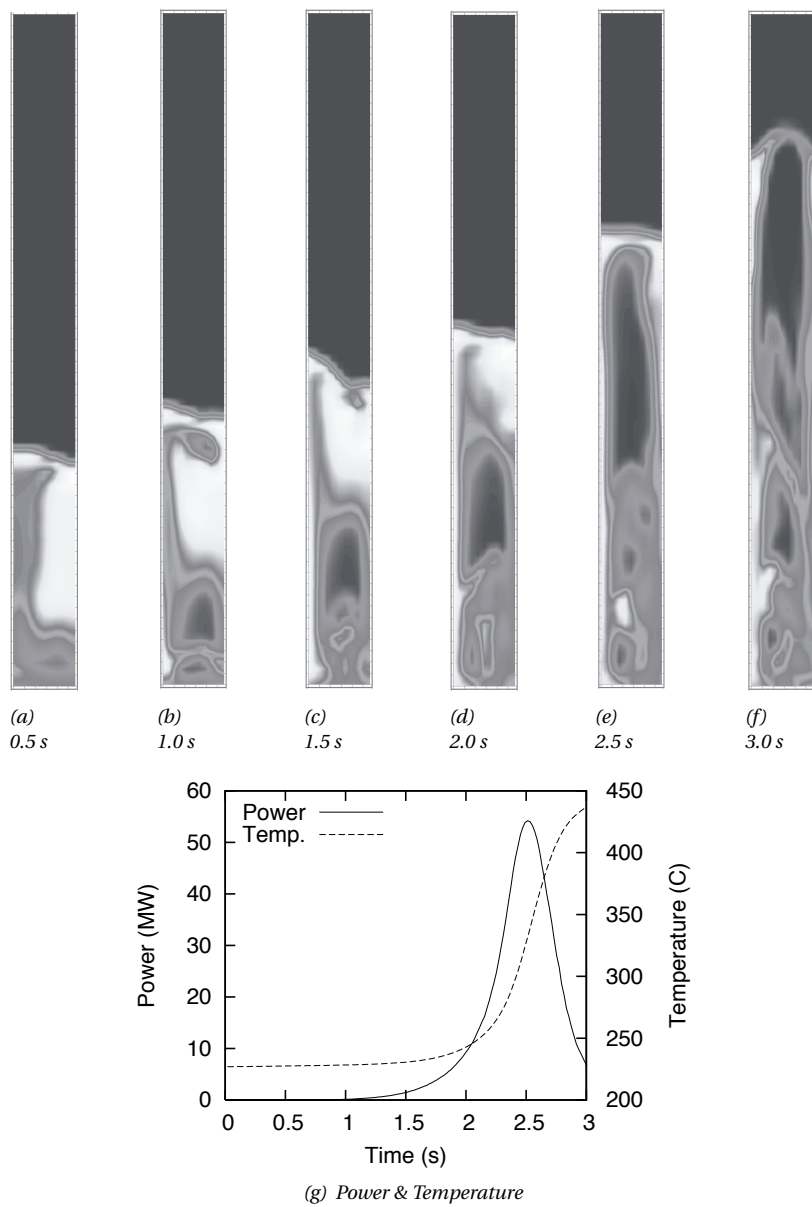 (a)
0.5 s
(b)
1.0 s
(c)
1.5 s
(d)
2.0 s
(e)
2.5 s
(f)
3.0 s
60
50
40
30
20
10
0
Power (MW)
Power
Temp.
450
400
350
300
250
200
Temperature (C)
0 0.5 1 1.5 2 2.5 3
Time (s)
(g) Power & Temperature